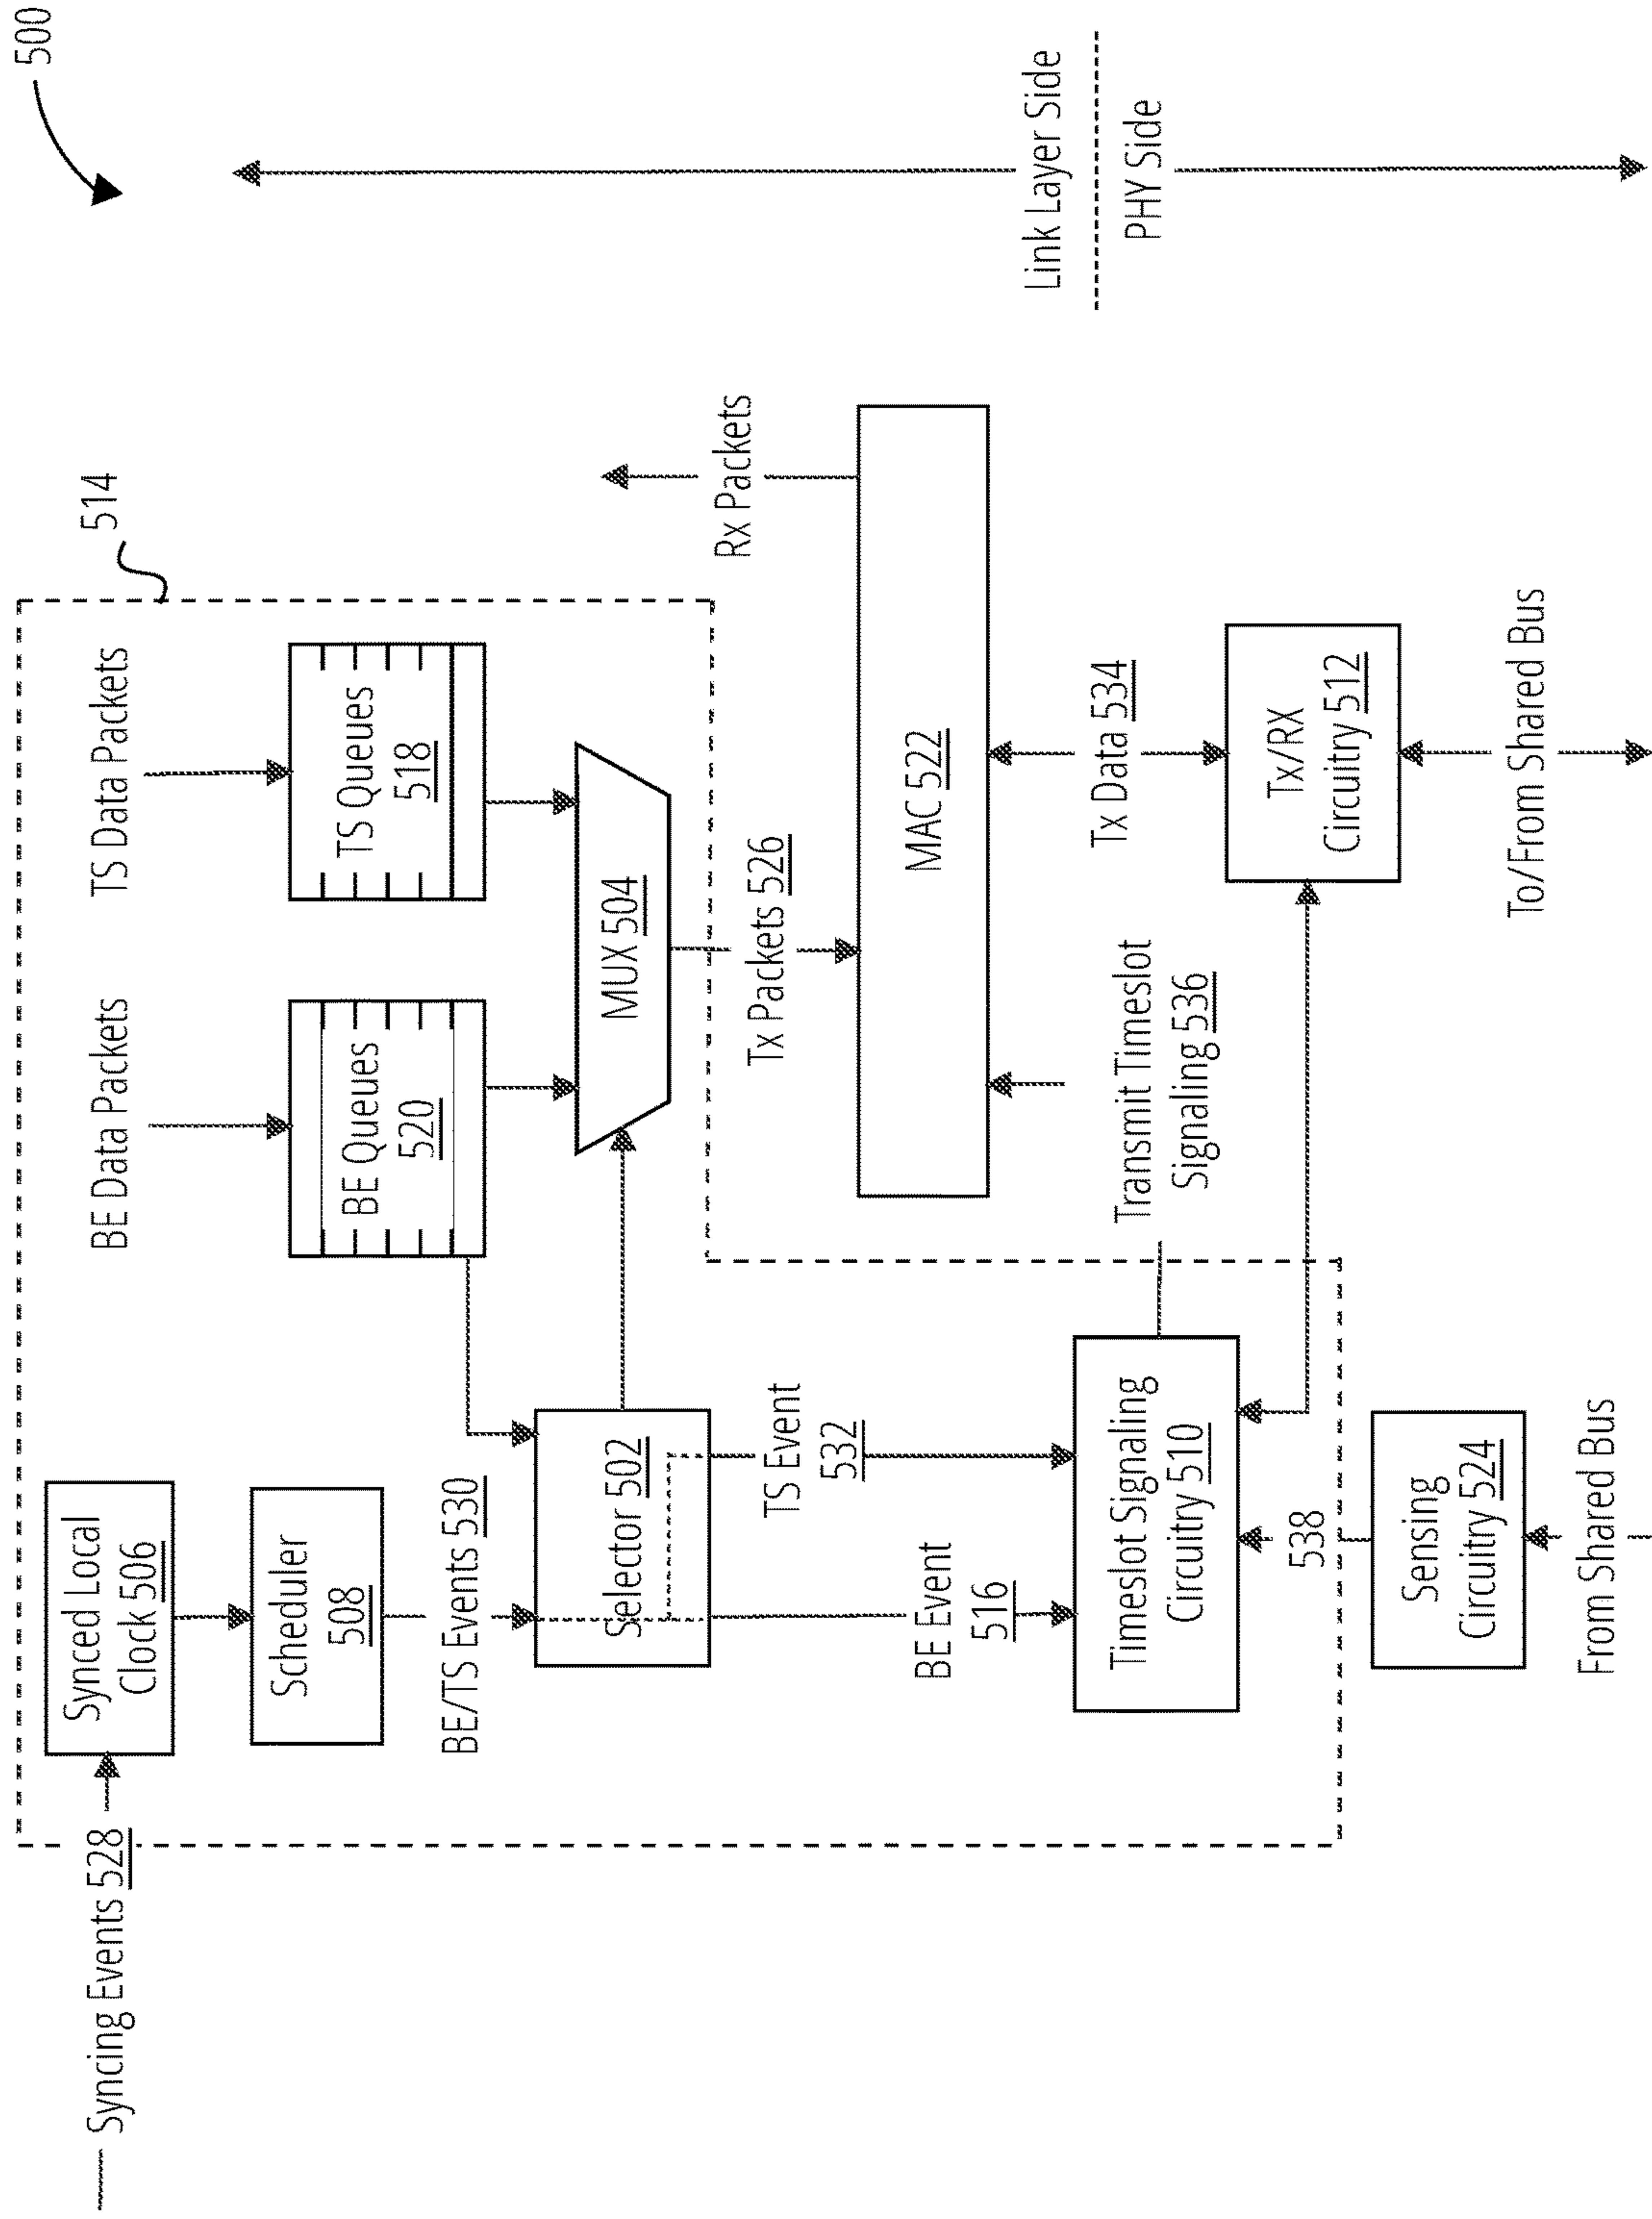 500
514
Syncing Events 528
Synced Local
Clock 506
BE Data Packets
TS Data Packets
Scheduler
508
BE Queues
520
TS Queues
518
BE/TS Events 530
Selector 502
MUX 504
Rx Packets
TS Event
532
Tx Packets 526
BE Event
516
MAC 522
Link Layer Side
PHY Side
Timeslot Signaling
Circuitry 510
Transmit Timeslot
Signaling 536
Tx Data 534
538
Tx/RX
Circuitry 512
Sensing
Circuitry 524
From Shared Bus
To/From Shared Bus